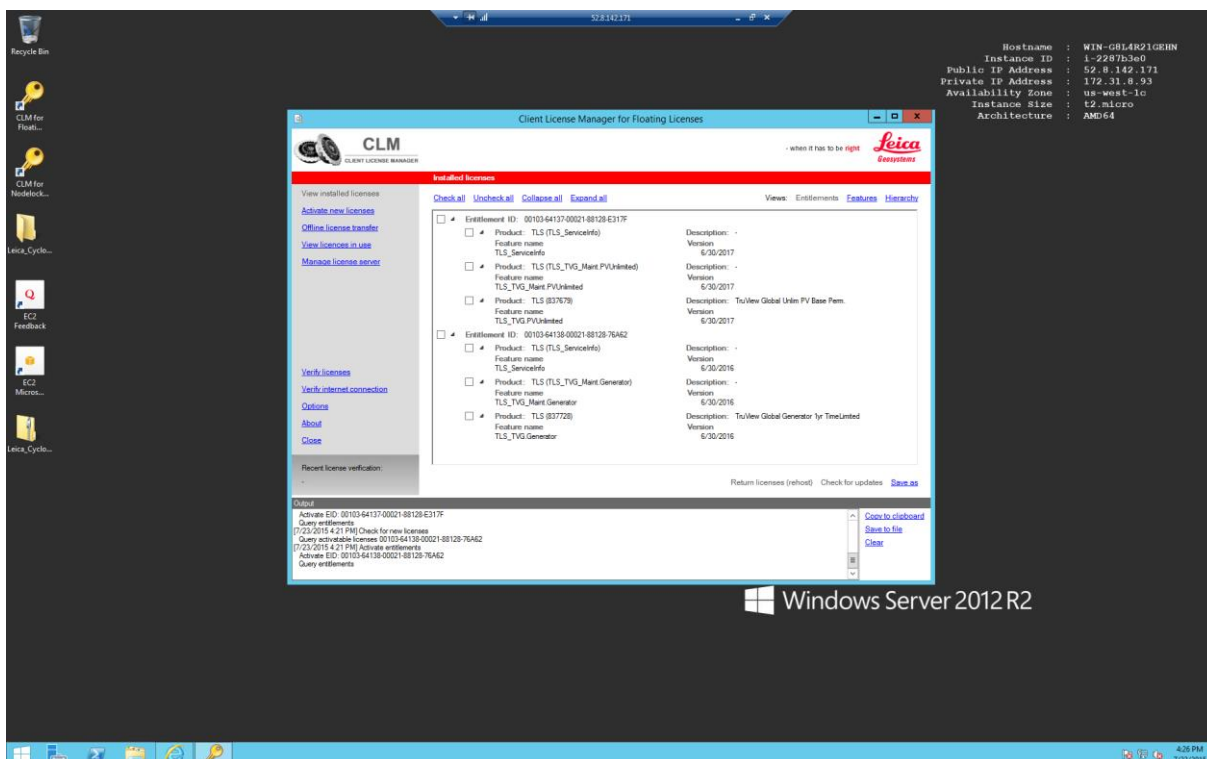 52.8.142.171
Recycle Bin
CLM for
Floati...
CLM for
Nodelock...
Leica_Cyclo...
Q
EC2
Feedback
EC2
Micros...
Leica_Cyclo...
Hostname : WIN-G8L4R21GEHN
Instance ID : i-2287b3e0
Public IP Address : 52.8.142.171
Private IP Address : 172.31.8.93
Availability Zone : us-west-1c
Instance Size : t2.micro
Architecture : AMD64
Client License Manager for Floating Licenses
CLM
CLIENT LICENSE MANAGER
- when it has to be right
Leica
Geosystems
Installed licenses
View installed licenses
Activate new licenses
Offline license transfer
View licences in use
Manage license server
Verify licenses
Verify internet connection
Options
About
Close
Recent license verification:
-
Check all Uncheck all Collapse all Expand all Views: Entitlements Features Hierarchy
Entitlement ID: 00103-64137-00021-88128-E317F
Product: TLS (TLS_ServiceInfo) Description: -
Feature name Version
TLS_ServiceInfo 6/30/2017
Product: TLS (TLS_TVG_Maint.PVUnlimted) Description: -
Feature name Version
TLS_TVG_Maint.PVUnlimted 6/30/2017
Product: TLS (837679) Description: TruView Global Unlim PV Base Perm.
Feature name Version
TLS_TVG.PVUnlimted 6/30/2017
Entitlement ID: 00103-64138-00021-88128-76A62
Product: TLS (TLS_ServiceInfo) Description: -
Feature name Version
TLS_ServiceInfo 6/30/2016
Product: TLS (TLS_TVG_Maint.Generator) Description: -
Feature name Version
TLS_TVG_Maint.Generator 6/30/2016
Product: TLS (837728) Description: TruView Global Generator 1yr TimeLimted
Feature name Version
TLS_TVG.Generator 6/30/2016
Return licenses (rehost) Check for updates Save as
Output
Activate EID: 00103-64137-00021-88128-E317F
Query entitlements
[7/23/2015 4:21 PM] Check for new licenses
Query activatable licenses 00103-64138-00021-88128-76A62
[7/23/2015 4:21 PM] Activate entitlements
Activate EID: 00103-64138-00021-88128-76A62
Query entitlements
Copy to clipboard
Save to file
Clear
Windows Server 2012 R2
4:26 PM